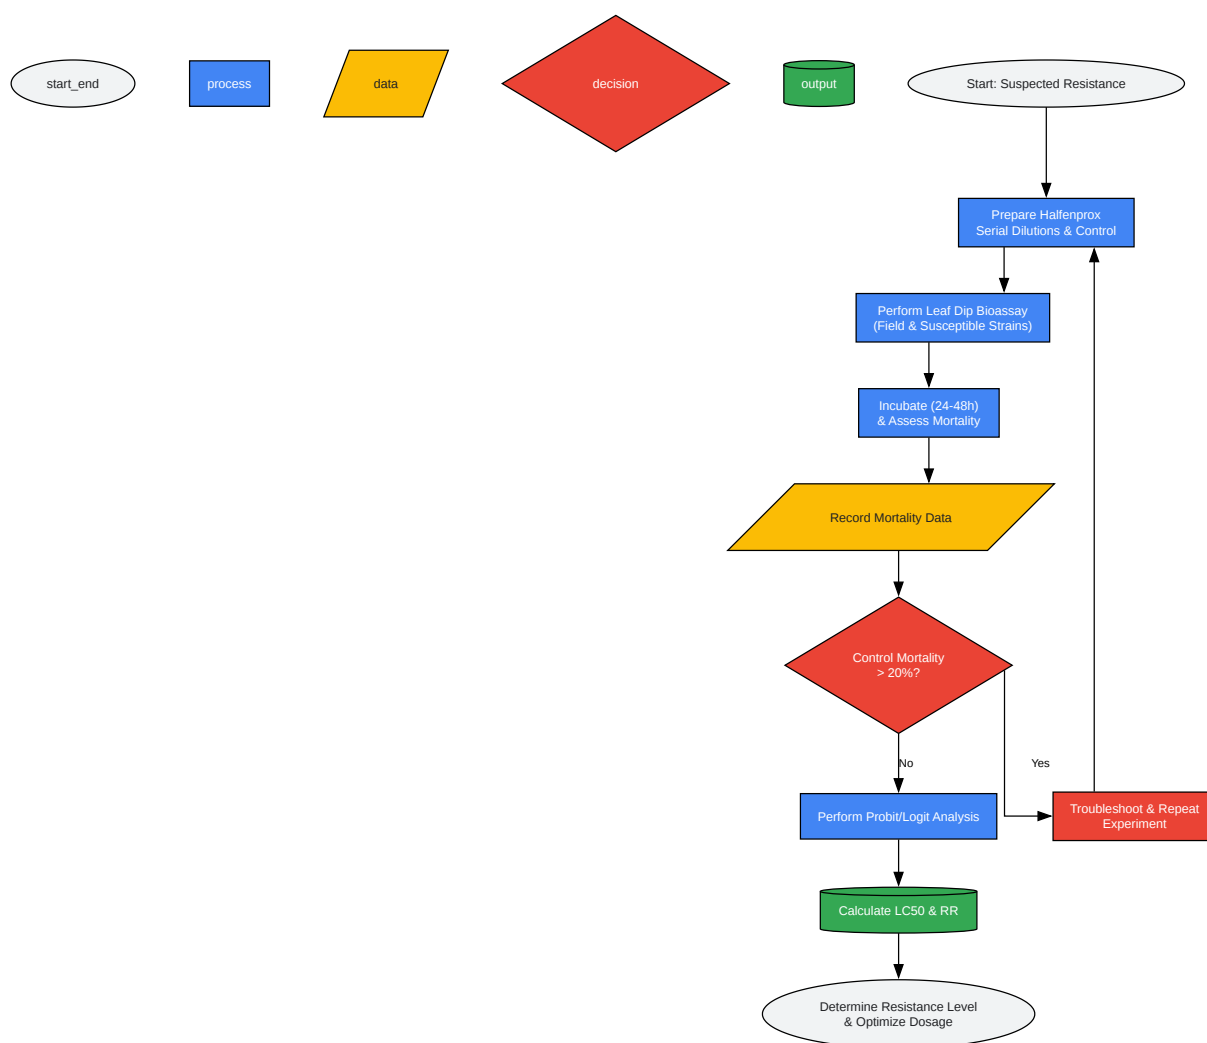 start_end
process
data
decision
output
Start: Suspected Resistance
Prepare Halfenprox
Serial Dilutions & Control
Perform Leaf Dip Bioassay
(Field & Susceptible Strains)
Incubate (24-48h)
& Assess Mortality
Record Mortality Data
Control Mortality
> 20%?
No
Yes
Perform Probit/Logit Analysis
Troubleshoot & Repeat
Experiment
Calculate LC50 & RR
Determine Resistance Level
& Optimize Dosage